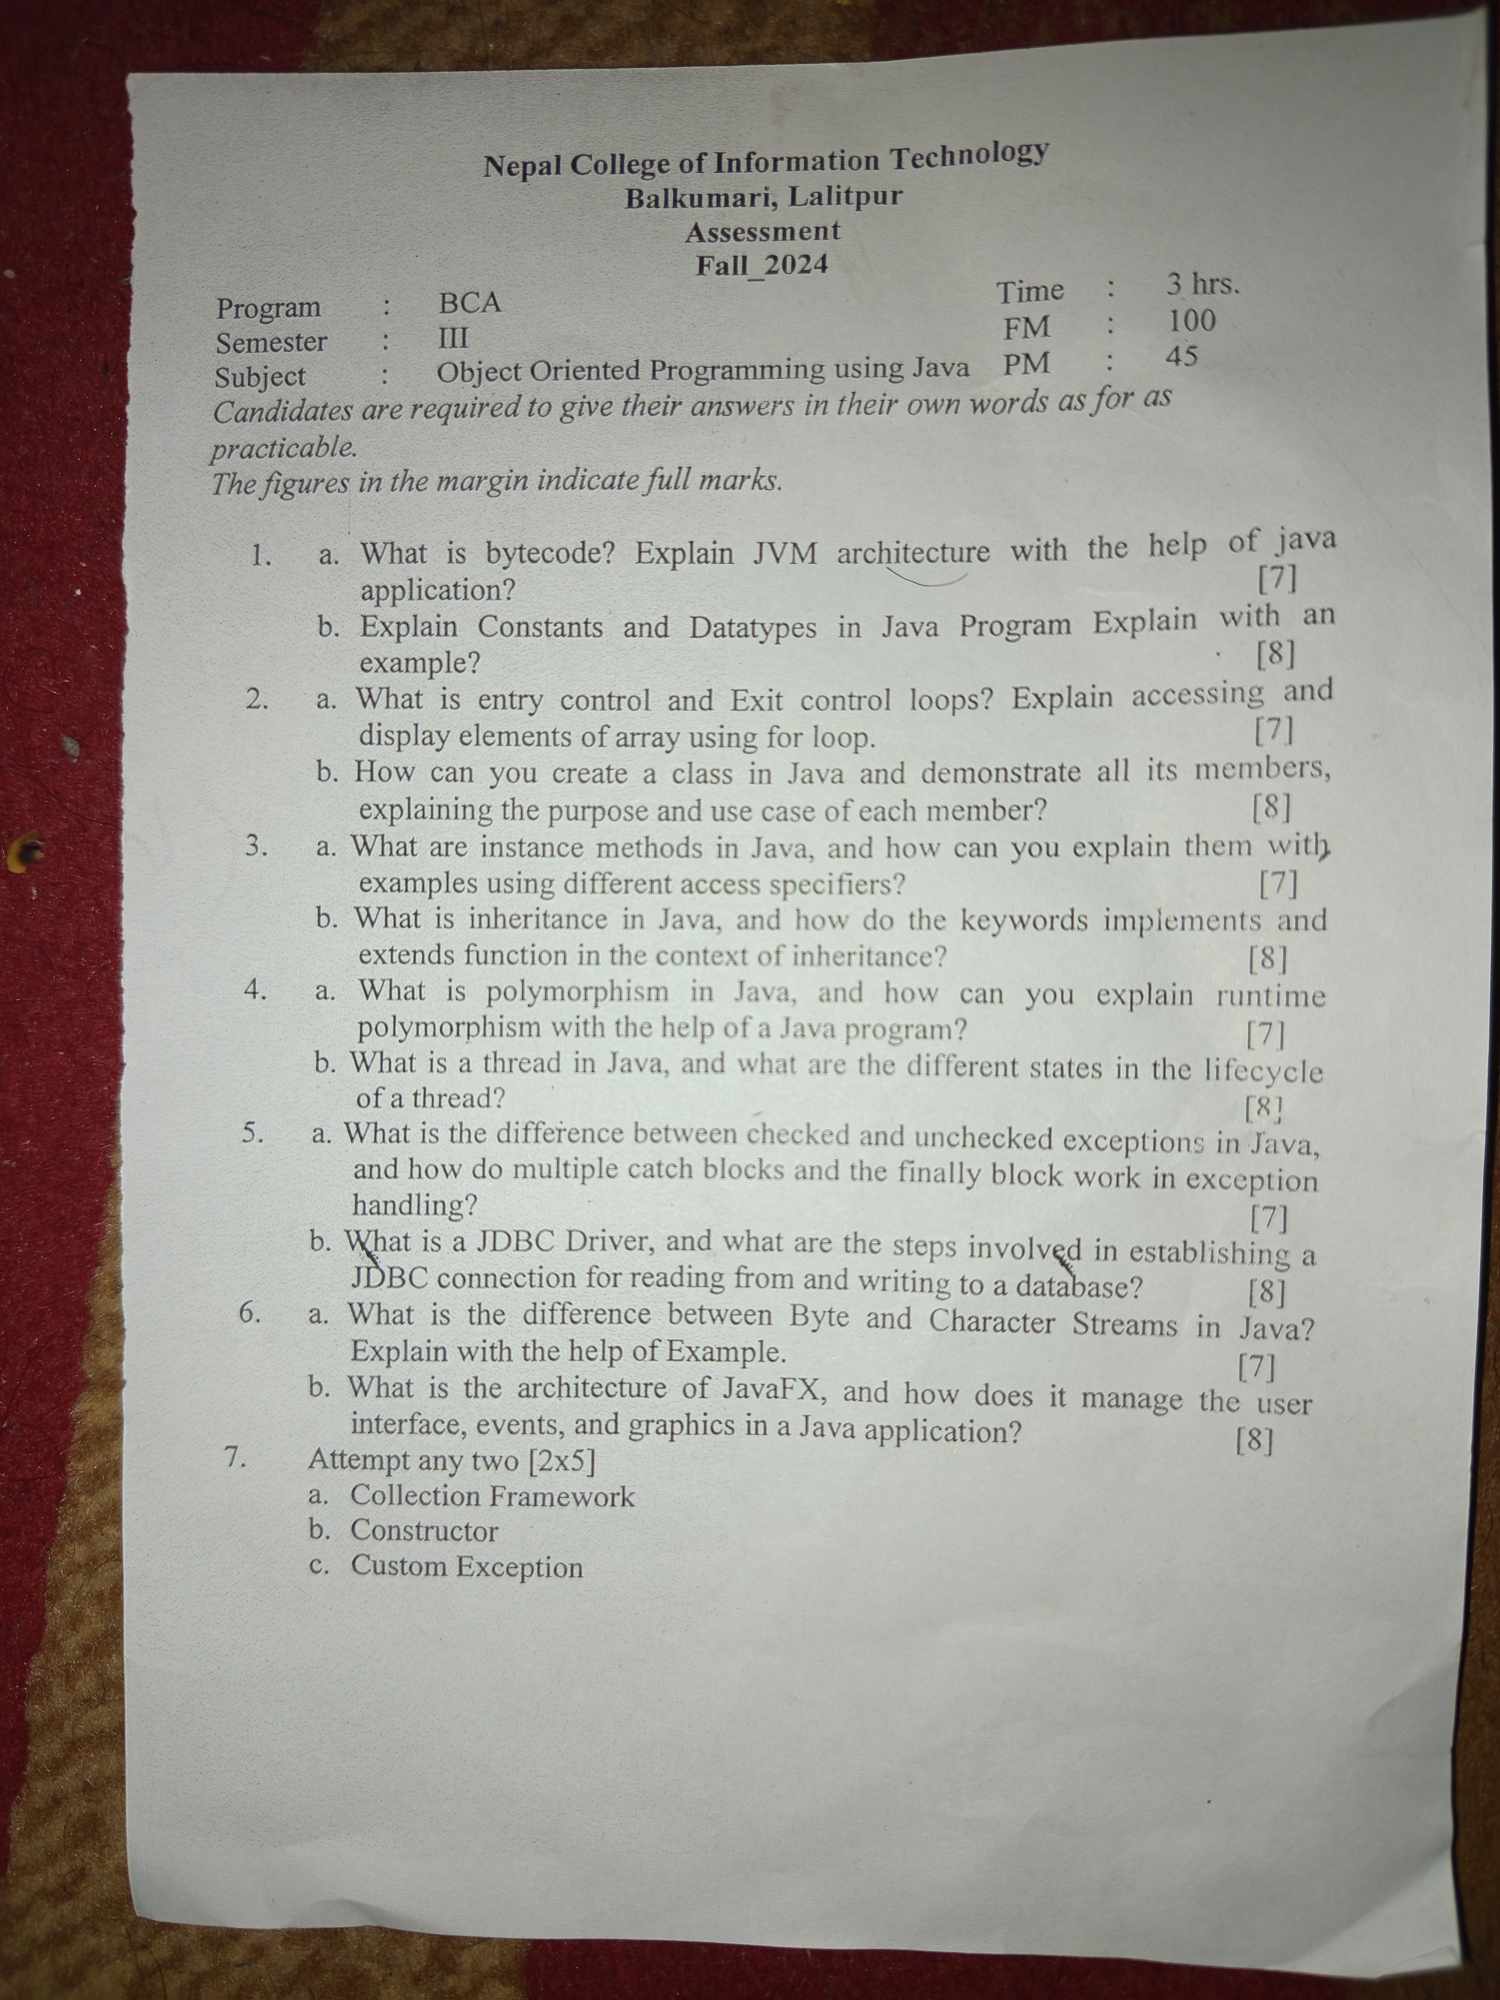 Nepal College of Information Technology
Balkumari, Lalitpur
Assessment
Fall_2024
Program : BCA Time : 3 hrs.
Semester : III FM : 100
Subject : Object Oriented Programming using Java PM : 45
Candidates are required to give their answers in their own words as for as
practicable.
The figures in the margin indicate full marks.
1. a. What is bytecode? Explain JVM architecture with the help of java
application? [7]
b. Explain Constants and Datatypes in Java Program Explain with an
example? [8]
2. a. What is entry control and Exit control loops? Explain accessing and
display elements of array using for loop. [7]
b. How can you create a class in Java and demonstrate all its members,
explaining the purpose and use case of each member? [8]
3. a. What are instance methods in Java, and how can you explain them with
examples using different access specifiers? [7]
b. What is inheritance in Java, and how do the keywords implements and
extends function in the context of inheritance? [8]
4. a. What is polymorphism in Java, and how can you explain runtime
polymorphism with the help of a Java program? [7]
b. What is a thread in Java, and what are the different states in the lifecycle
of a thread? [8]
5. a. What is the difference between checked and unchecked exceptions in Java,
and how do multiple catch blocks and the finally block work in exception
handling? [7]
b. What is a JDBC Driver, and what are the steps involved in establishing a
JDBC connection for reading from and writing to a database? [8]
6. a. What is the difference between Byte and Character Streams in Java?
Explain with the help of Example. [7]
b. What is the architecture of JavaFX, and how does it manage the user
interface, events, and graphics in a Java application? [8]
7. Attempt any two [2x5]
a. Collection Framework
b. Constructor
c. Custom Exception